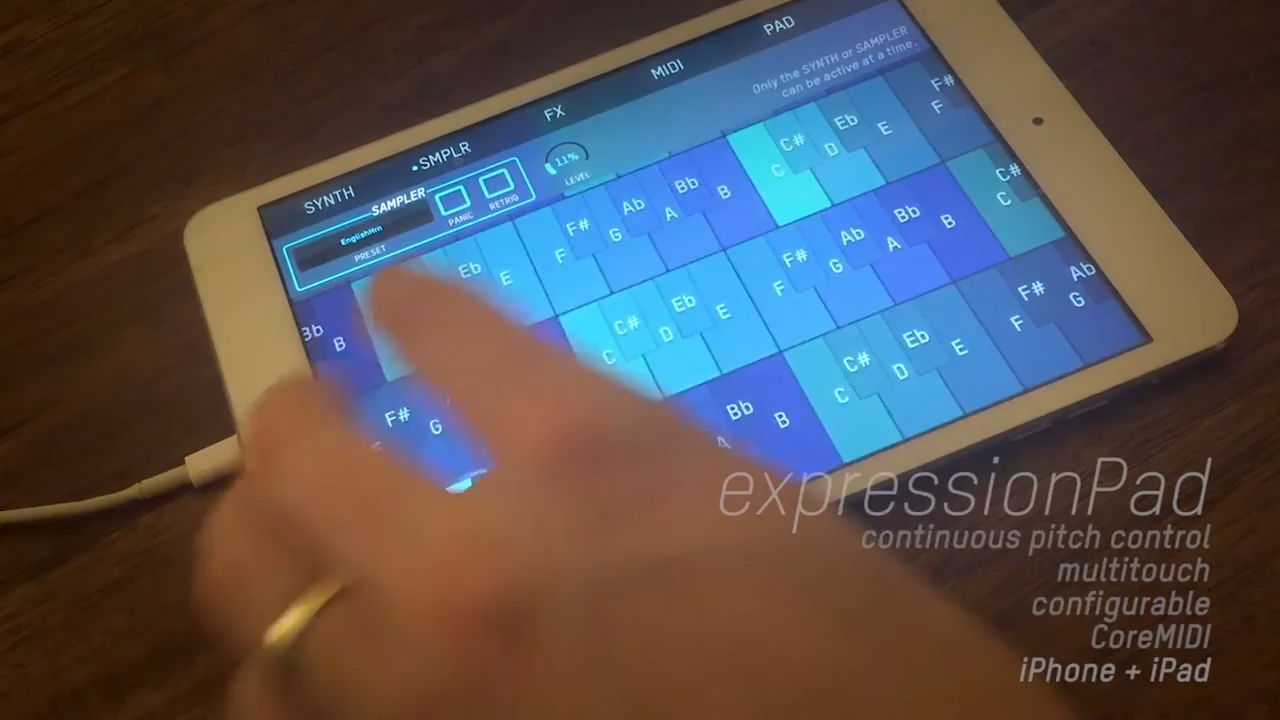 PAD
MIDI
FX
•SMPLR
SYNTH
Only the SYNTH or SAMPLER
can be active at a time.
SAMPLER
EnglishHrn
PRESET
PANIC
RETRIG
11%
LEVEL
Bb B Eb E F F# G Ab A Bb B C C# D Eb E F F#
F# G C C# D Eb E F F# G Ab A Bb B C C#
A Bb B C C# D Eb E F F# G Ab
expressionPad
continuous pitch control
multitouch
configurable
CoreMIDI
iPhone + iPad